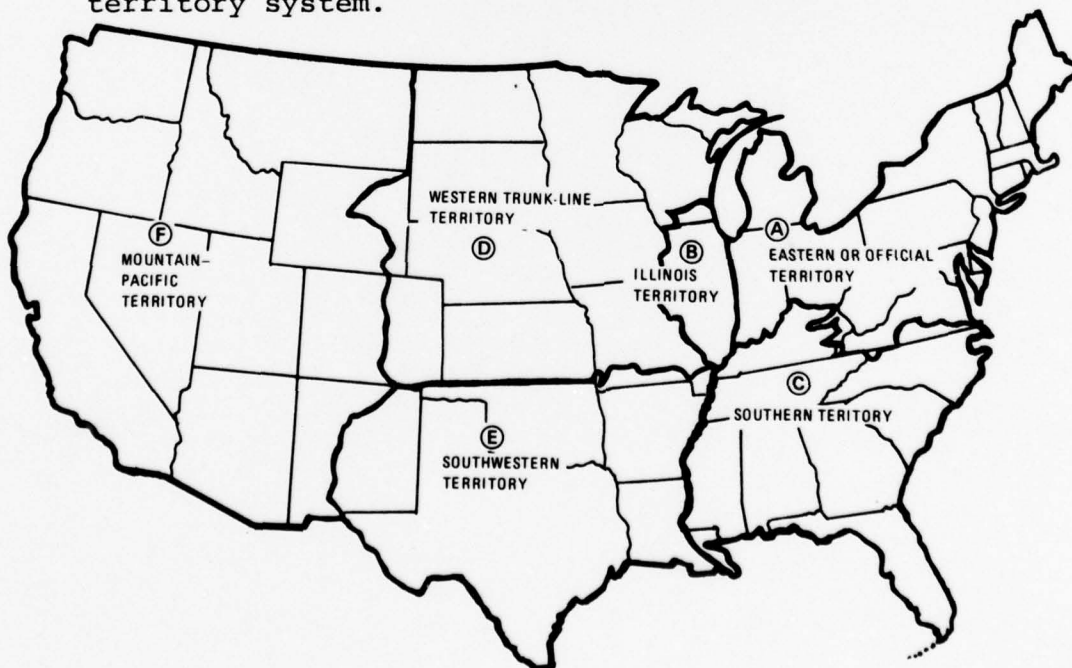 territory system.
WESTERN TRUNK-LINE
TERRITORY
D
F
MOUNTAIN-
PACIFIC
TERRITORY
B
ILLINOIS
TERRITORY
A
EASTERN OR OFFICIAL
TERRITORY
C
SOUTHERN TERITORY
E
SOUTHWESTERN
TERRITORY